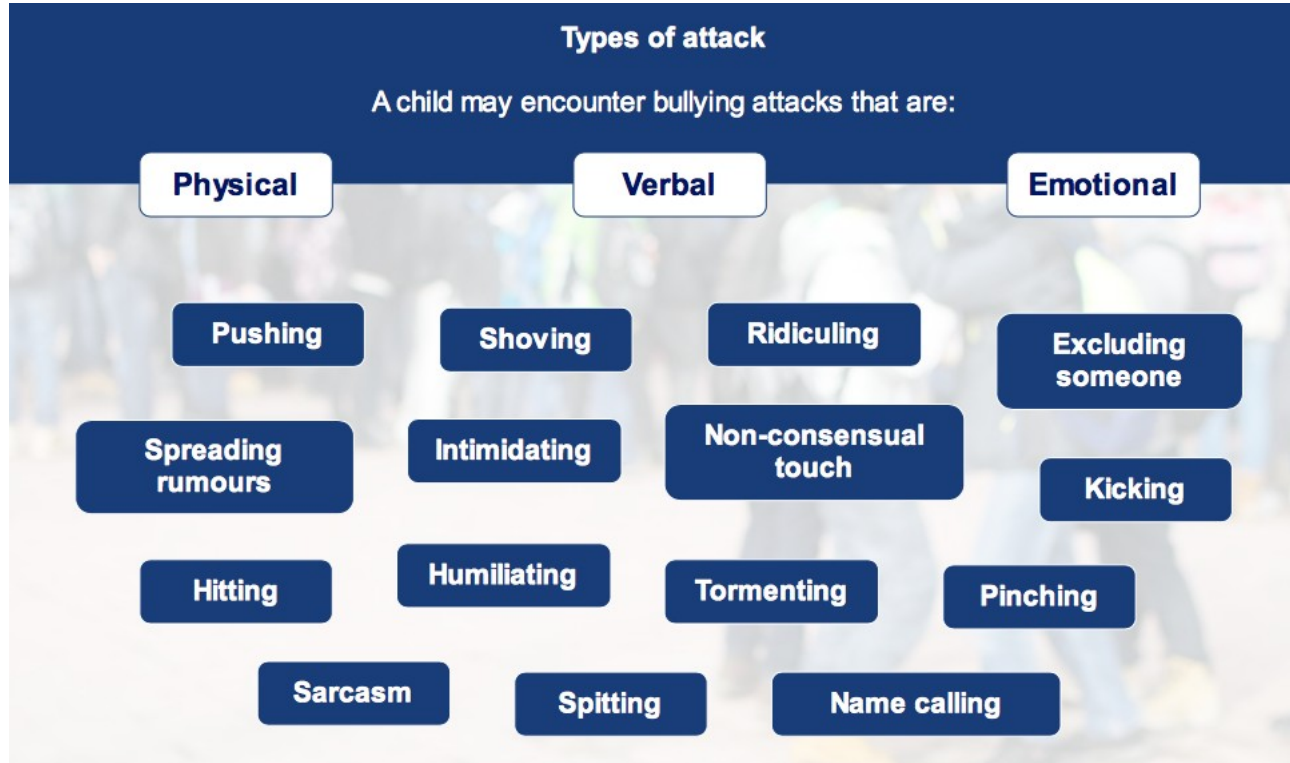 Types of attack
A child may encounter bullying attacks that are:
Physical
Verbal
Emotional
Pushing
Shoving
Ridiculing
Excluding
someone
Spreading
rumours
Intimidating
Non-consensual
touch
Kicking
Hitting
Humiliating
Tormenting
Pinching
Sarcasm
Spitting
Name calling